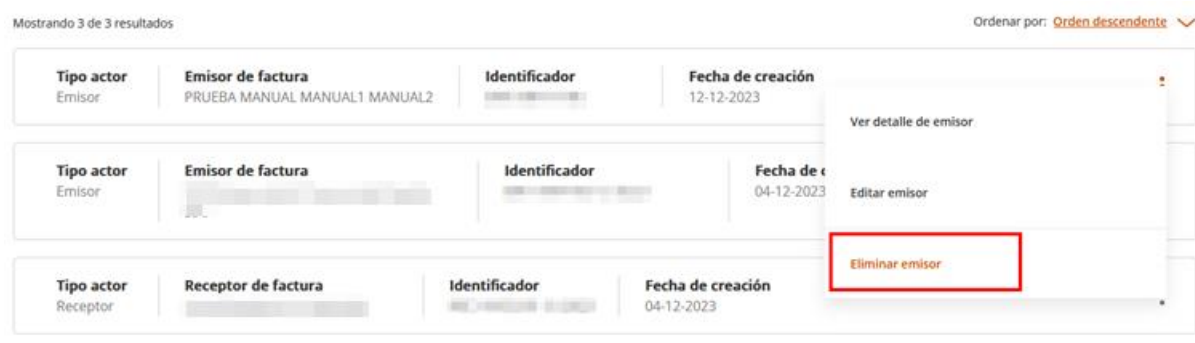 Mostrando 3 de 3 resultados
Ordenar por: Orden descendente
Tipo actor Emisor de factura Identificador Fecha de creación
Emisor PRUEBA MANUAL MANUAL1 MANUAL2 12-12-2023
Ver detalle de emisor
Tipo actor Emisor de factura Identificador Fecha de
Emisor 04-12-2023
Editar emisor
Eliminar emisor
Tipo actor Receptor de factura Identificador Fecha de creación
Receptor 04-12-2023